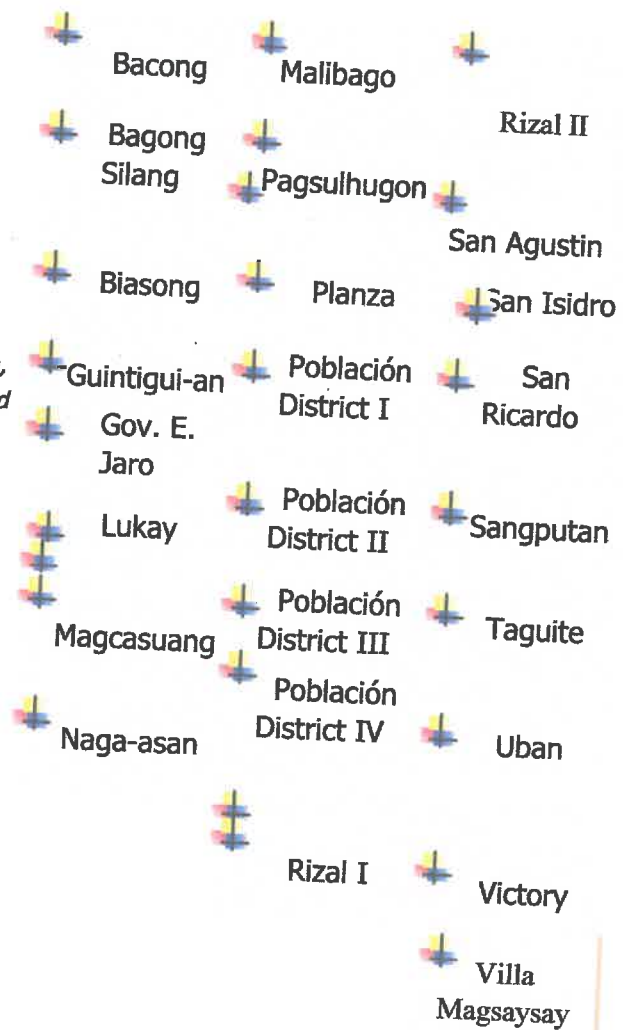 Bacong
Bagong
Silang
Biasong
Guintigui-an
Gov. E.
Jaro
Lukay
Magcasuang
Naga-asan
Malibago
Pagsulhugon
Planza
Población
District I
Población
District II
Población
District III
Población
District IV
Rizal I
Rizal II
San Agustin
San Isidro
San
Ricardo
Sangputan
Taguite
Uban
Victory
Villa
Magsaysay